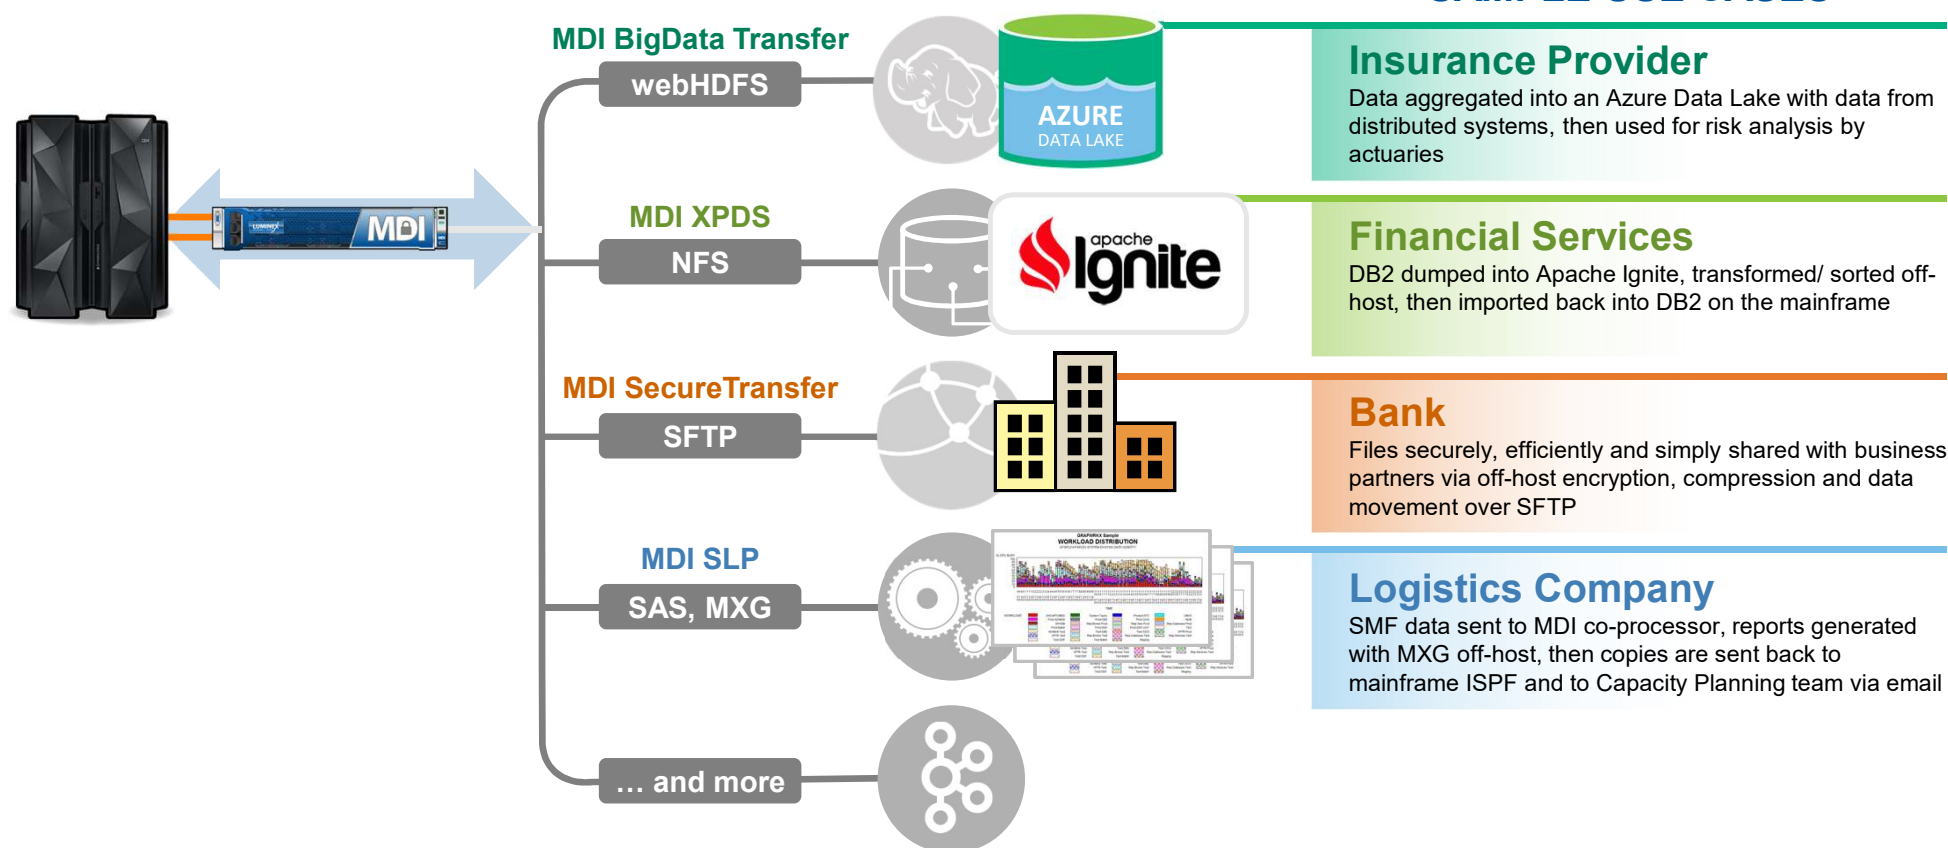 SAMPLE USE CASES
MDI BigData Transfer
webHDFS
AZURE
DATA LAKE
Insurance Provider
Data aggregated into an Azure Data Lake with data from
distributed systems, then used for risk analysis by
actuaries
LUMINEX
MDI
MDI XPDS
NFS
apache
Ignite
Financial Services
DB2 dumped into Apache Ignite, transformed/ sorted off-
host, then imported back into DB2 on the mainframe
MDI SecureTransfer
SFTP
Bank
Files securely, efficiently and simply shared with business
partners via off-host encryption, compression and data
movement over SFTP
MDI SLP
SAS, MXG
GRAPHRXX Sample
WORKLOAD DISTRIBUTION
Logistics Company
SMF data sent to MDI co-processor, reports generated
with MXG off-host, then copies are sent back to
mainframe ISPF and to Capacity Planning team via email
... and more